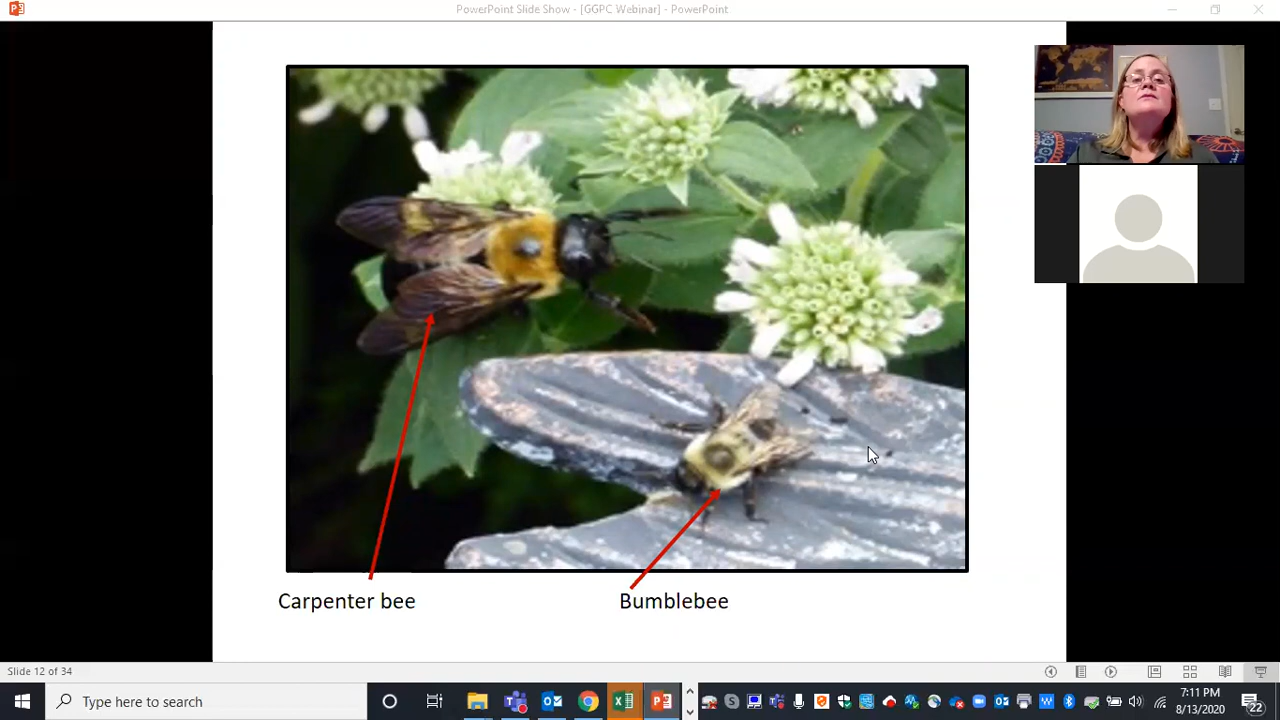 PowerPoint Slide Show - [GGPC Webinar] - PowerPoint
Carpenter bee
Bumblebee
Slide 12 of 34
Type here to search
7:11 PM
8/13/2020
22